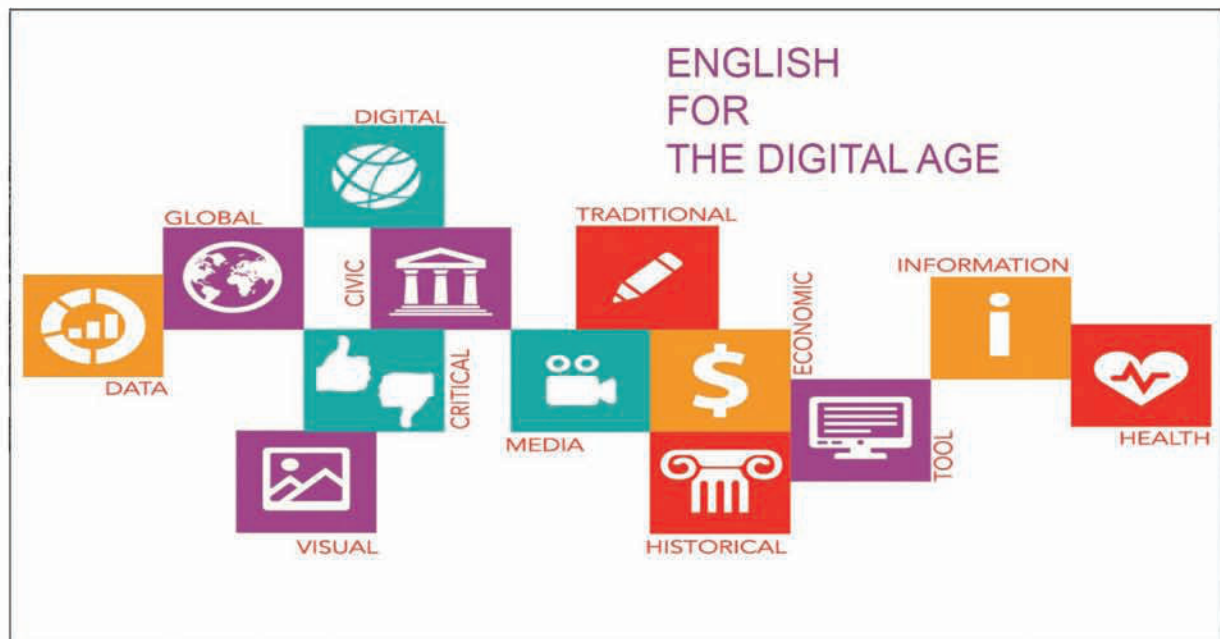 ENGLISH
FOR
THE DIGITAL AGE
DIGITAL
GLOBAL
TRADITIONAL
CIVIC
ECONOMIC
INFORMATION
DATA
CRITICAL
MEDIA
TOOL
HEALTH
VISUAL
HISTORICAL
i
$